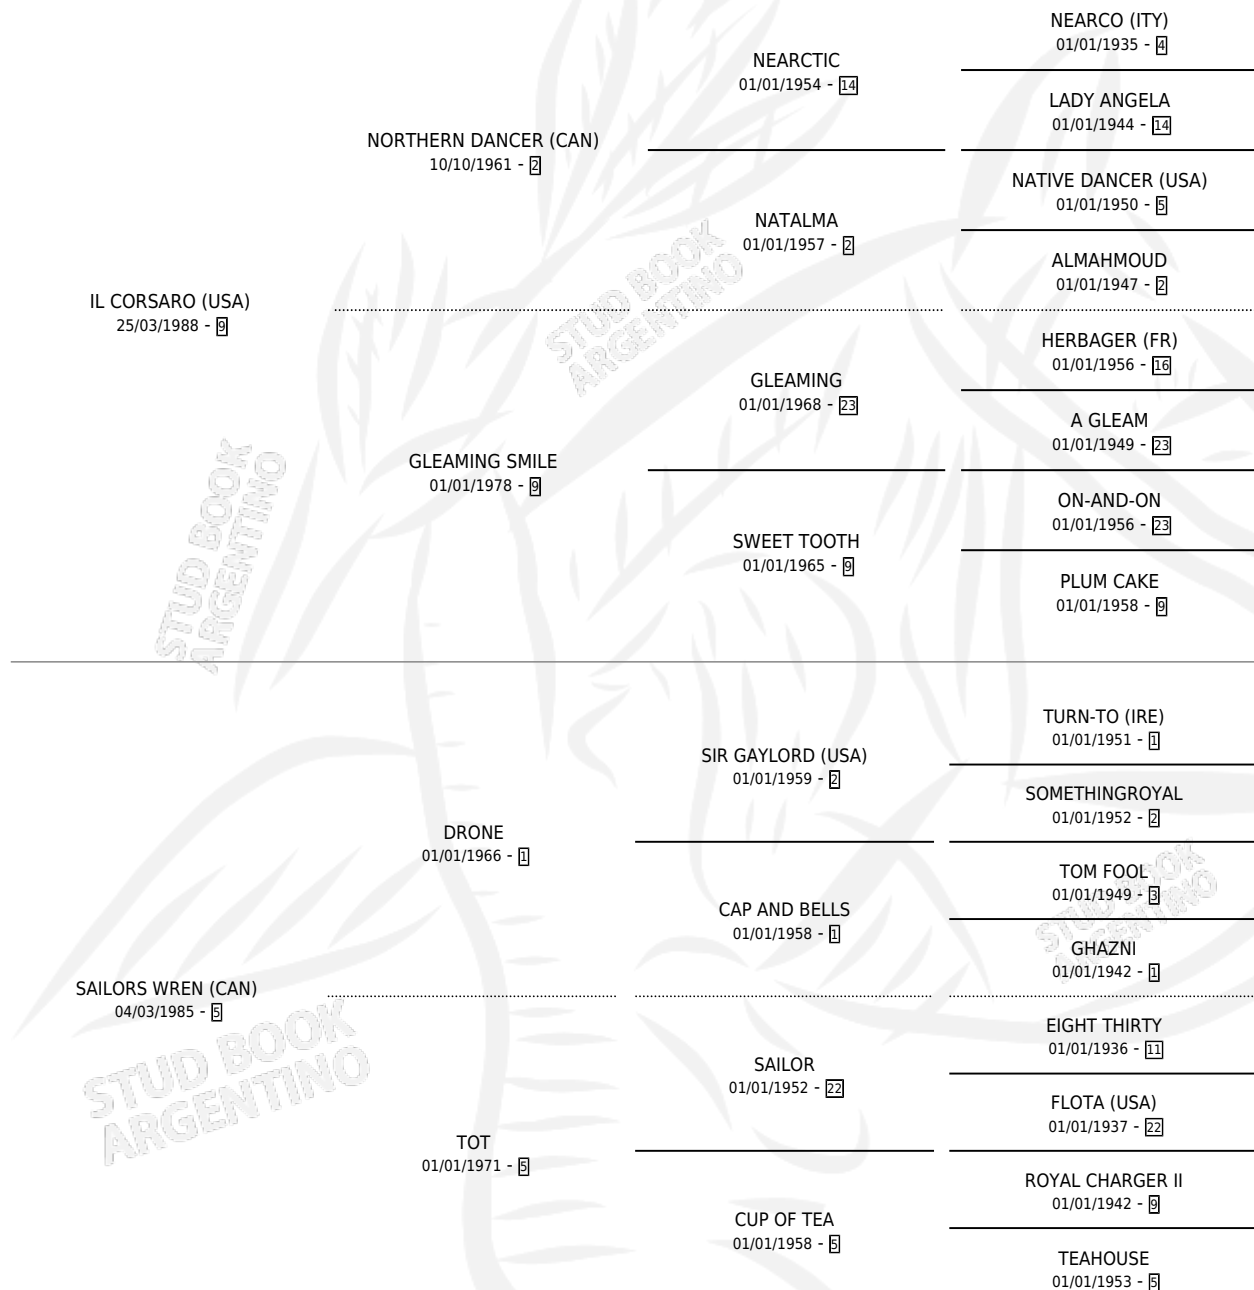 NEARCO (ITY)
01/01/1935 - 4
NEARCTIC
01/01/1954 - 14
LADY ANGELA
01/01/1944 - 14
NORTHERN DANCER (CAN)
10/10/1961 - 2
NATIVE DANCER (USA)
01/01/1950 - 5
NATALMA
01/01/1957 - 2
ALMAHMOUD
01/01/1947 - 2
IL CORSARO (USA)
25/03/1988 - 9
STUD BOOK
ARGENTINO
HERBAGER (FR)
01/01/1956 - 16
GLEAMING
01/01/1968 - 23
A GLEAM
01/01/1949 - 23
GLEAMING SMILE
01/01/1978 - 9
ON-AND-ON
01/01/1956 - 23
SWEET TOOTH
01/01/1965 - 9
PLUM CAKE
01/01/1958 - 9
STUD BOOK
ARGENTINO
TURN-TO (IRE)
01/01/1951 - 1
SIR GAYLORD (USA)
01/01/1959 - 2
SOMETHINGROYAL
01/01/1952 - 2
DRONE
01/01/1966 - 1
TOM FOOL
01/01/1949 - 3
CAP AND BELLS
01/01/1958 - 1
STUD BOOK
ARGENTINO
GHAZNI
01/01/1942 - 1
SAILORS WREN (CAN)
04/03/1985 - 5
EIGHT THIRTY
01/01/1936 - 11
SAILOR
01/01/1952 - 22
STUD BOOK
ARGENTINO
FLOTA (USA)
01/01/1937 - 22
TOT
01/01/1971 - 5
ROYAL CHARGER II
01/01/1942 - 9
CUP OF TEA
01/01/1958 - 5
TEAHOUSE
01/01/1953 - 5